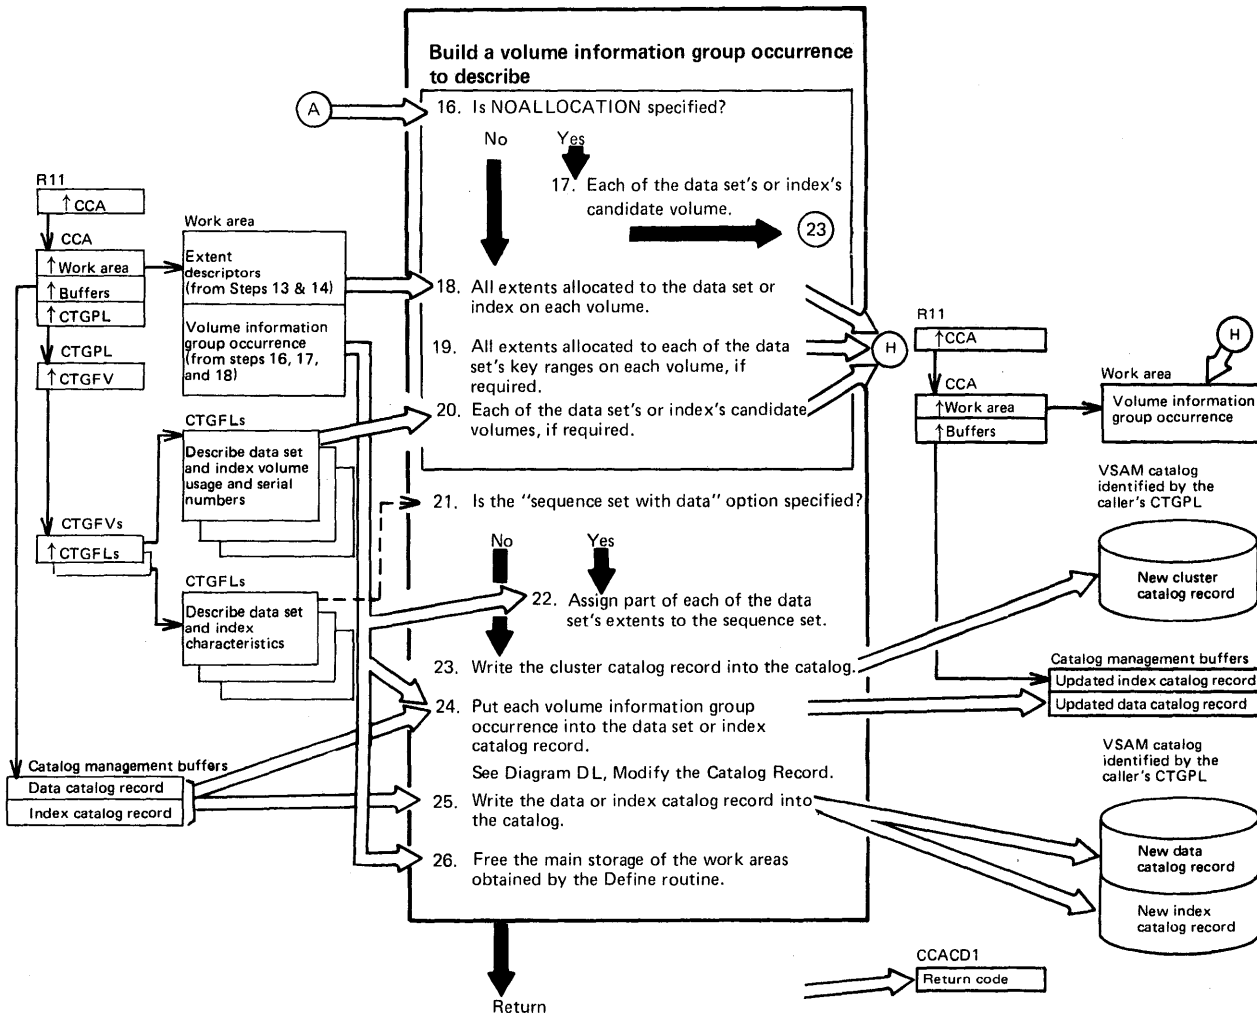 Build a volume information group occurrence
to describe
A
16. Is NOALLOCATION specified?
No
Yes
17. Each of the data set's or index's
candidate volume.
23
R11
↑ CCA
CCA
↑ Work area
↑ Buffers
↑ CTGPL
CTGPL
↑ CTGFV
Work area
Extent
descriptors
(from Steps 13 & 14)
Volume information
group occurrence
(from steps 16, 17,
and 18)
18. All extents allocated to the data set or
index on each volume.
19. All extents allocated to each of the data
set's key ranges on each volume, if
required.
20. Each of the data set's or index's candidate
volumes, if required.
H
R11
↑ CCA
CCA
↑ Work area
↑ Buffers
H
Work area
Volume information
group occurrence
CTGFLs
Describe data set
and index volume
usage and serial
numbers
CTGFVs
↑ CTGFLs
CTGFLs
Describe data set
and index
characteristics
21. Is the "sequence set with data" option specified?
No
Yes
22. Assign part of each of the data
set's extents to the sequence set.
23. Write the cluster catalog record into the catalog.
24. Put each volume information group
occurrence into the data set or index
catalog record.
See Diagram DL, Modify the Catalog Record.
25. Write the data or index catalog record into
the catalog.
26. Free the main storage of the work areas
obtained by the Define routine.
VSAM catalog
identified by the
caller's CTGPL
New cluster
catalog record
Catalog management buffers
Updated index catalog record
Updated data catalog record
VSAM catalog
identified by the
caller's CTGPL
New data
catalog record
New index
catalog record
Catalog management buffers
Data catalog record
Index catalog record
CCACD1
Return code
Return